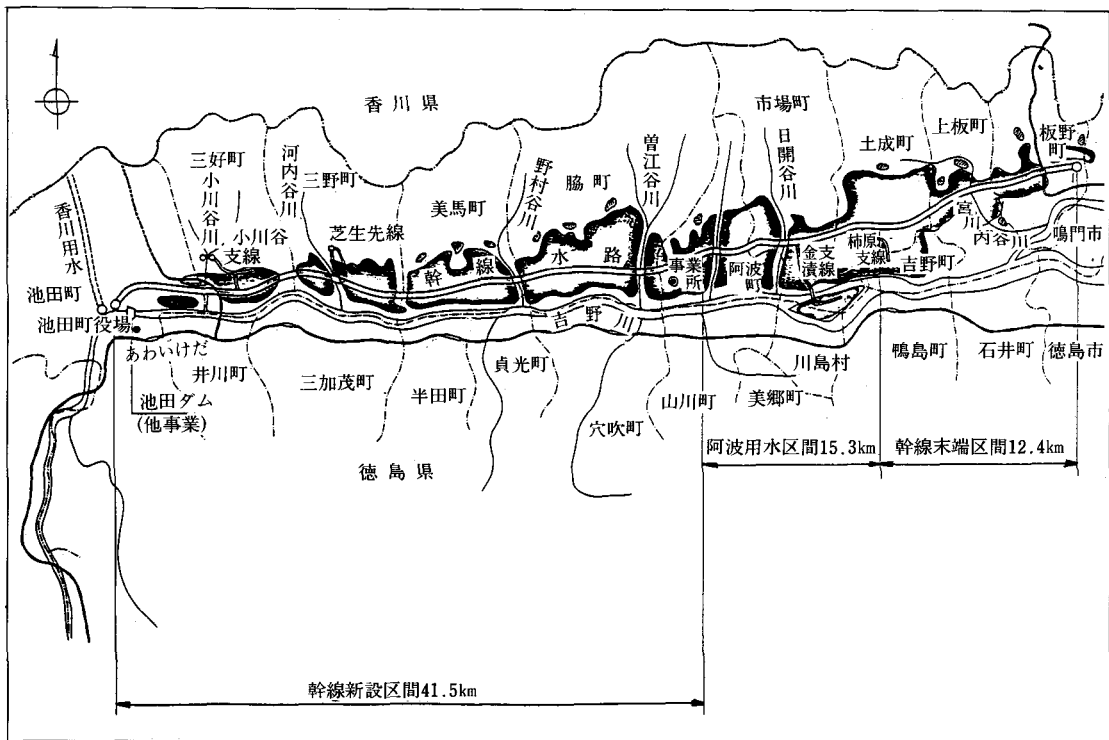 香川県
市場町
上板町
板野町
土成町
三好町
河内谷川
三野町
小川谷川
小川谷支線
芝生先線
美馬町
野村谷川
脇町
曽江谷川
日開谷川
香川用水
幹線水路
事業所
阿波町
金清支線
柿原支線
吉野町
宮川内谷川
鳴門市
池田町
池田町役場
あわいけだ
吉野川
井川町
池田ダム
(他事業)
三加茂町
半田町
貞光町
穴吹町
山川町
美郷町
川島村
鴨島町
石井町
徳島市
徳島県
阿波用水区間15.3km
幹線末端区間12.4km
幹線新設区間41.5km